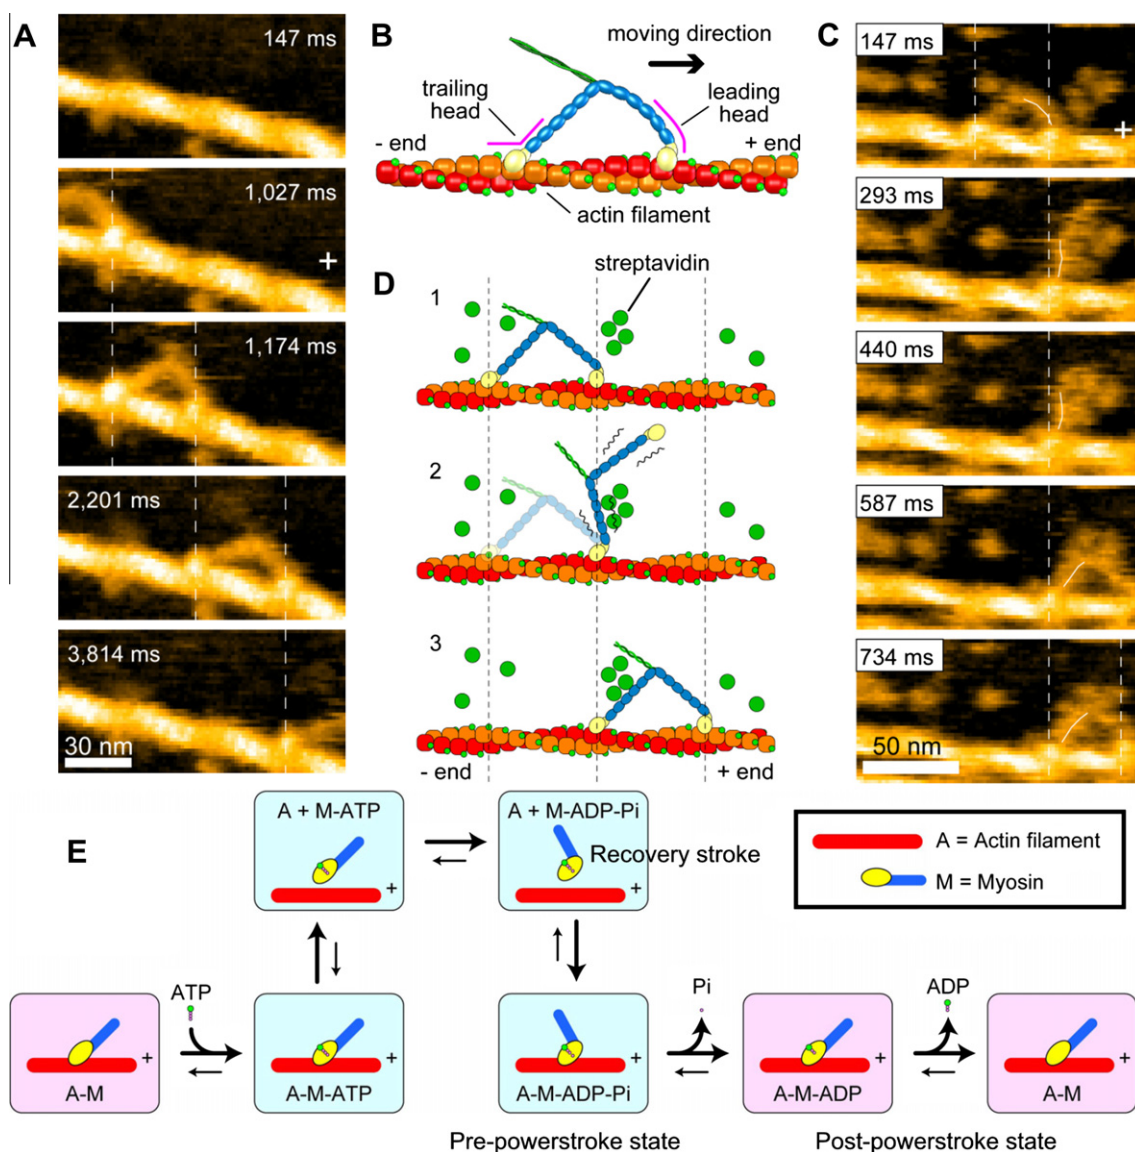 A
147 ms
1,027 ms
+
1,174 ms
2,201 ms
3,814 ms
30 nm
B
moving direction
trailing
head
leading
head
- end
+ end
actin filament
C
147 ms
+
293 ms
440 ms
587 ms
734 ms
50 nm
D
streptavidin
1
2
3
- end
+ end
E
A + M-ATP
+
A + M-ADP-Pi
Recovery stroke
+
A = Actin filament
M = Myosin
ATP
Pi
ADP
+
A-M
+
A-M-ATP
+
A-M-ADP-Pi
+
A-M-ADP
+
A-M
Pre-powerstroke state
Post-powerstroke state